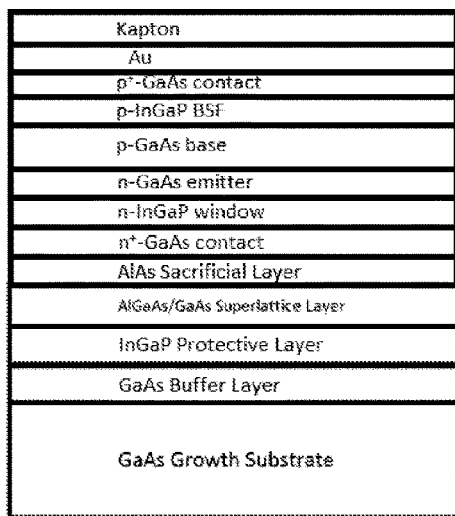 Kapton
Au
p⁺-GaAs contact
p-InGaP BSF
p-GaAs base
n-GaAs emitter
n-InGaP window
n⁺-GaAs contact
AlAs Sacrificial Layer
AlGaAs/GaAs Superlattice Layer
InGaP Protective Layer
GaAs Buffer Layer
GaAs Growth Substrate